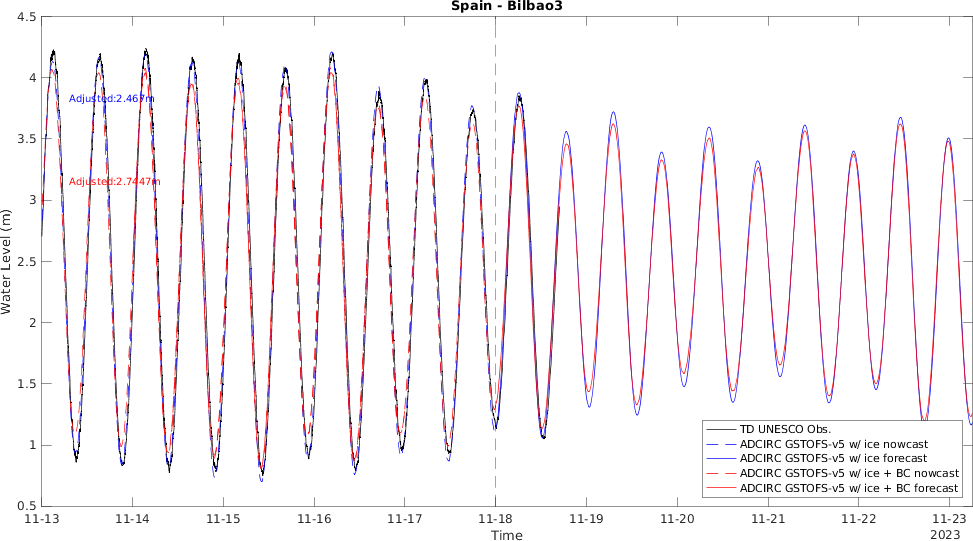 Spain - Bilbao3
4.5
4
3.5
3
2.5
2
1.5
1
0.5
Water Level (m)
Adjusted:2.467m
Adjusted:2.7447m
TD UNESCO Obs.
ADCIRC GSTOFS-v5 w/ ice nowcast
ADCIRC GSTOFS-v5 w/ ice forecast
ADCIRC GSTOFS-v5 w/ ice + BC nowcast
ADCIRC GSTOFS-v5 w/ ice + BC forecast
11-13 11-14 11-15 11-16 11-17 11-18 11-19 11-20 11-21 11-22 11-23
Time
2023